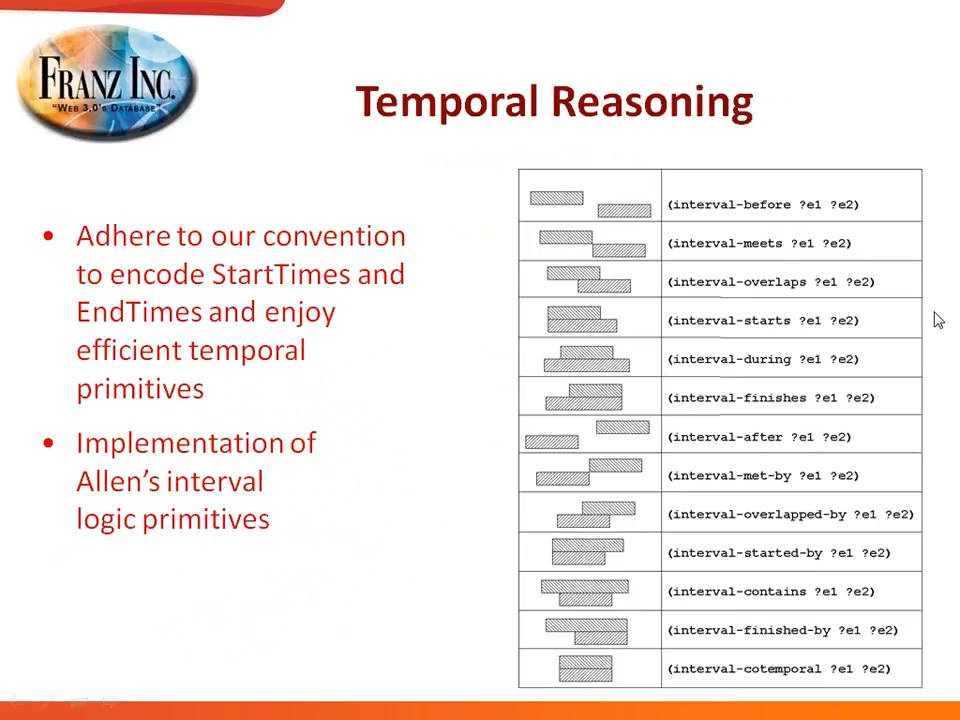 FRANZ INC.
"WEB 3.0'S DATABASE"
Temporal Reasoning
• Adhere to our convention
to encode StartTimes and
EndTimes and enjoy
efficient temporal
primitives
• Implementation of
Allen's interval
logic primitives
(interval-before ?e1 ?e2)
(interval-meets ?e1 ?e2)
(interval-overlaps ?e1 ?e2)
(interval-starts ?e1 ?e2)
(interval-during ?e1 ?e2)
(interval-finishes ?e1 ?e2)
(interval-after ?e1 ?e2)
(interval-met-by ?e1 ?e2)
(interval-overlapped-by ?e1 ?e2)
(interval-started-by ?e1 ?e2)
(interval-contains ?e1 ?e2)
(interval-finished-by ?e1 ?e2)
(interval-cotemporal ?e1 ?e2)